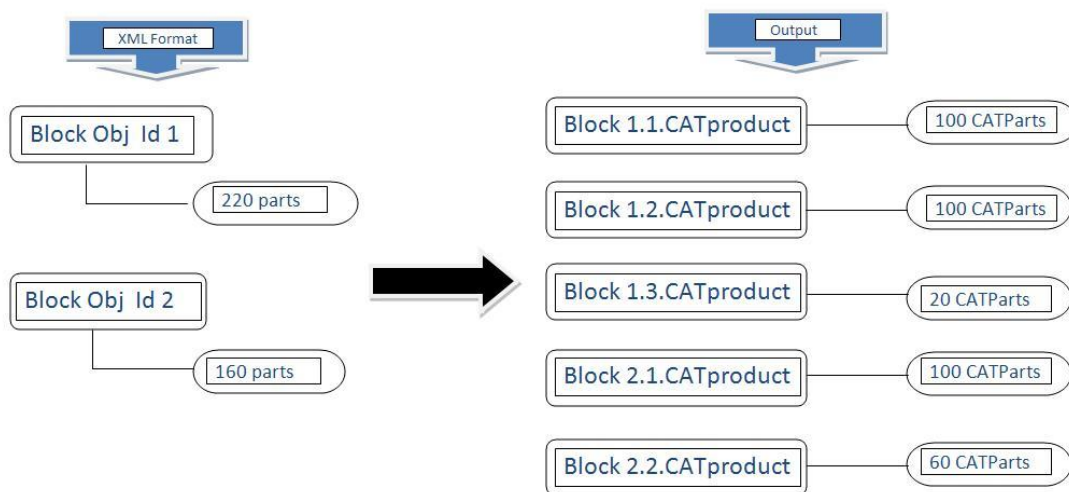 XML Format
Block Obj Id 1
220 parts
Block Obj Id 2
160 parts
Output
Block 1.1.CATproduct
100 CATParts
Block 1.2.CATproduct
100 CATParts
Block 1.3.CATproduct
20 CATParts
Block 2.1.CATproduct
100 CATParts
Block 2.2.CATproduct
60 CATParts